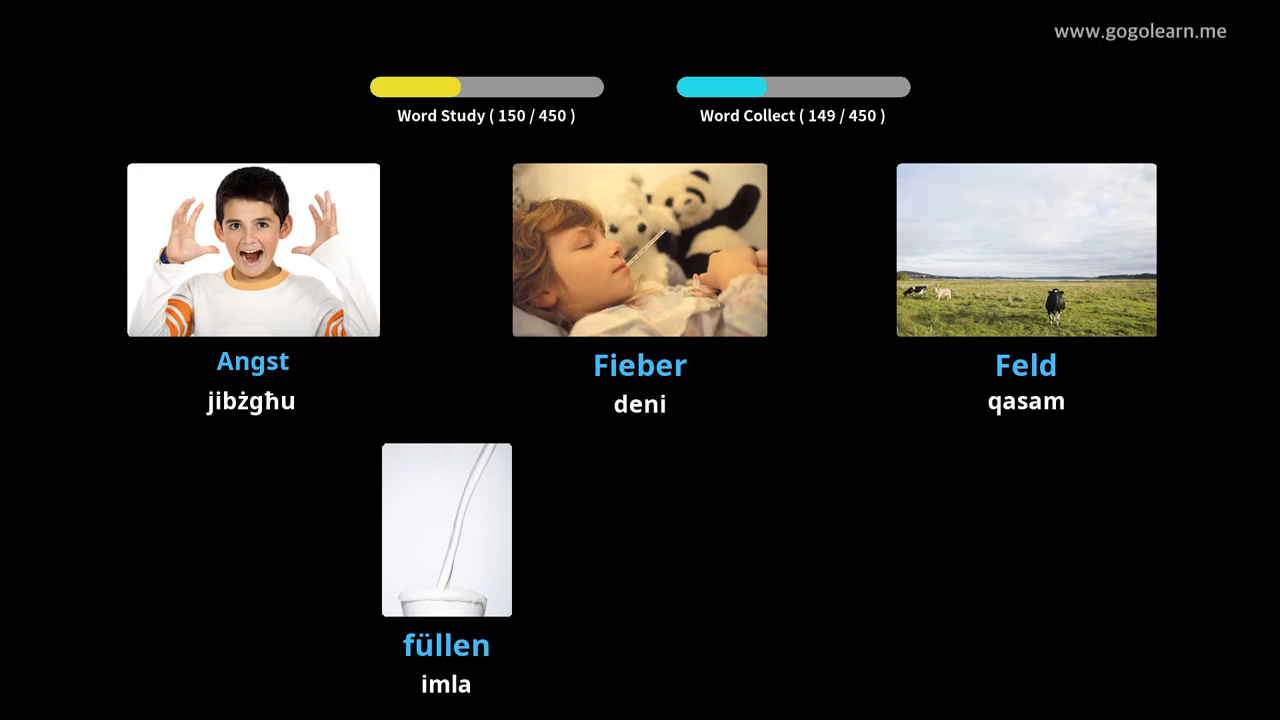 www.gogolearn.me
Word Study ( 150 / 450 )
Word Collect ( 149 / 450 )
Angst
jibżgħu
Fieber
deni
Feld
qasam
füllen
imla